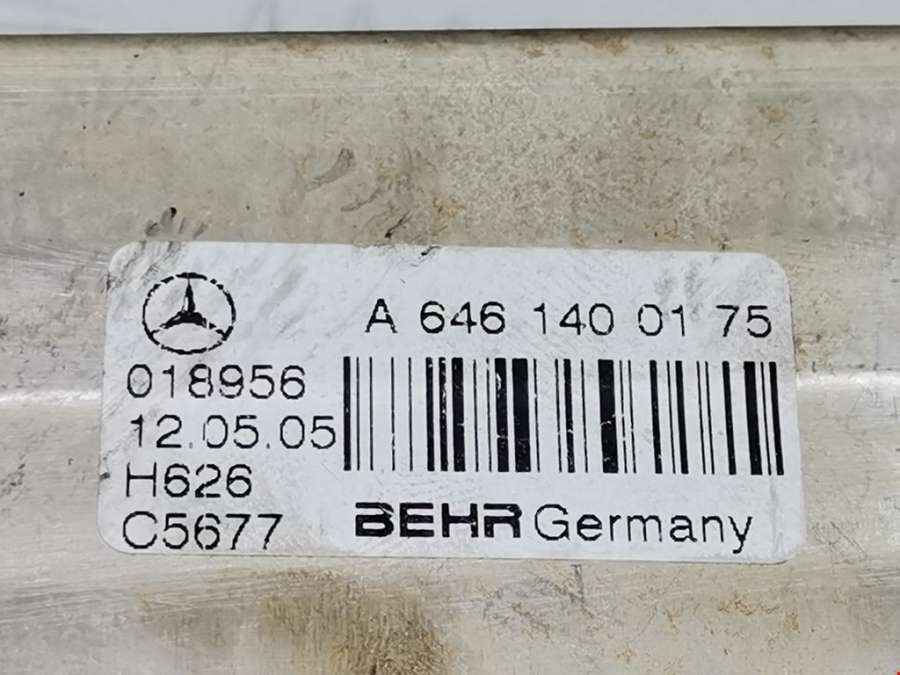 A 646 140 01 75
018956
12.05.05
H626
C5677
BEHR Germany